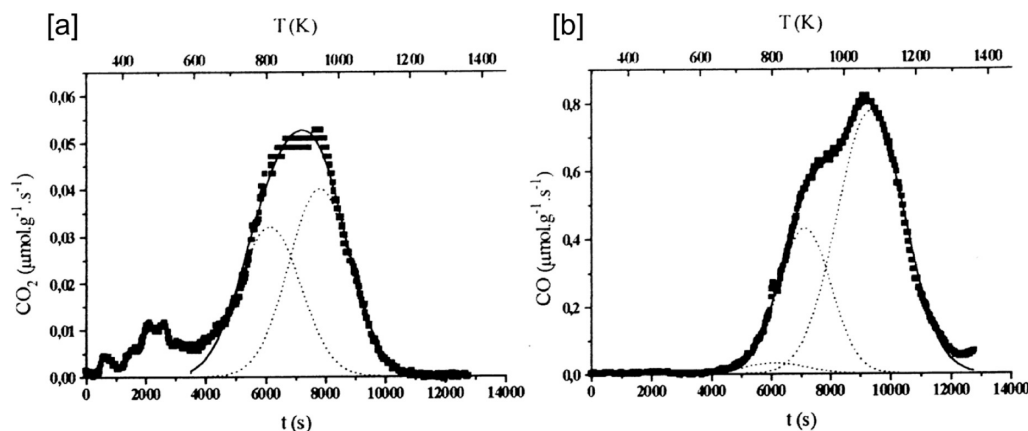 [a]
T (K)
400 600 800 1000 1200 1400
0,06
0,05
0,04
0,03
0,02
0,01
0,00
CO₂ (μmol.g⁻¹.s⁻¹)
0 2000 4000 6000 8000 10000 12000 14000
t (s)
[b]
T (K)
400 600 800 1000 1200 1400
0,8
0,6
0,4
0,2
0,0
CO (μmol.g⁻¹.s⁻¹)
0 2000 4000 6000 8000 10000 12000 14000
t (s)